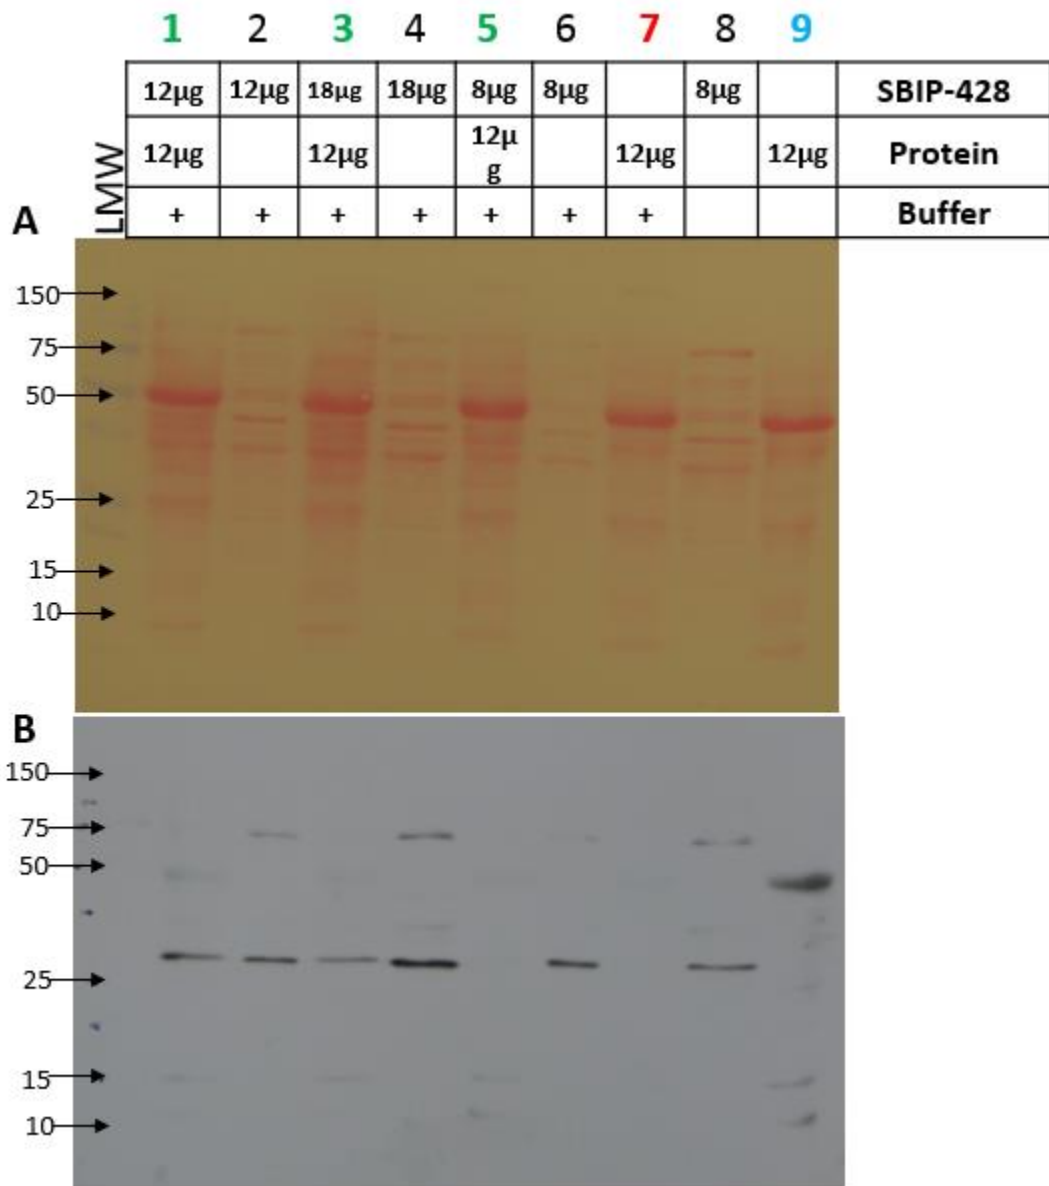 1 2 3 4 5 6 7 8 9
12µg 12µg 18µg 18µg 8µg 8µg 8µg SBIP-428
12µg 12µg 12µ
g 12µg 12µg Protein
+ + + + + + + Buffer
LMW
A
150
75
50
25
15
10
B
150
75
50
25
15
10